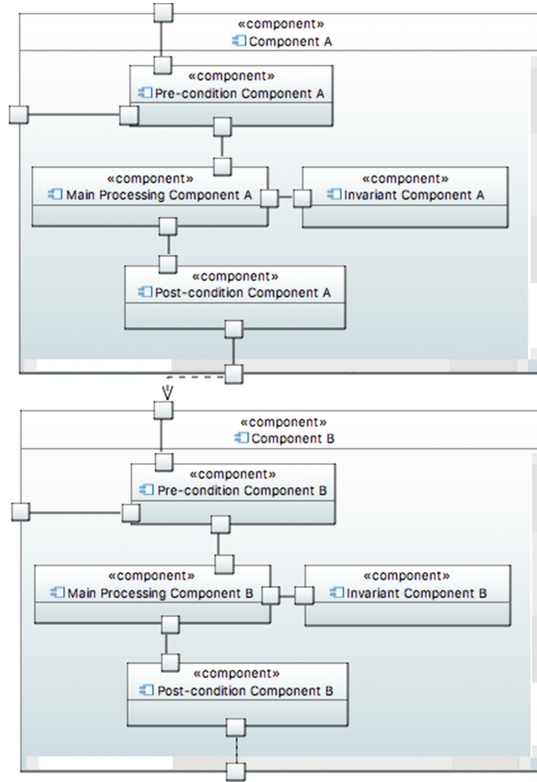 «component»
Component A
«component»
Pre-condition Component A
«component»
Main Processing Component A
«component»
Invariant Component A
«component»
Post-condition Component A
«component»
Component B
«component»
Pre-condition Component B
«component»
Main Processing Component B
«component»
Invariant Component B
«component»
Post-condition Component B